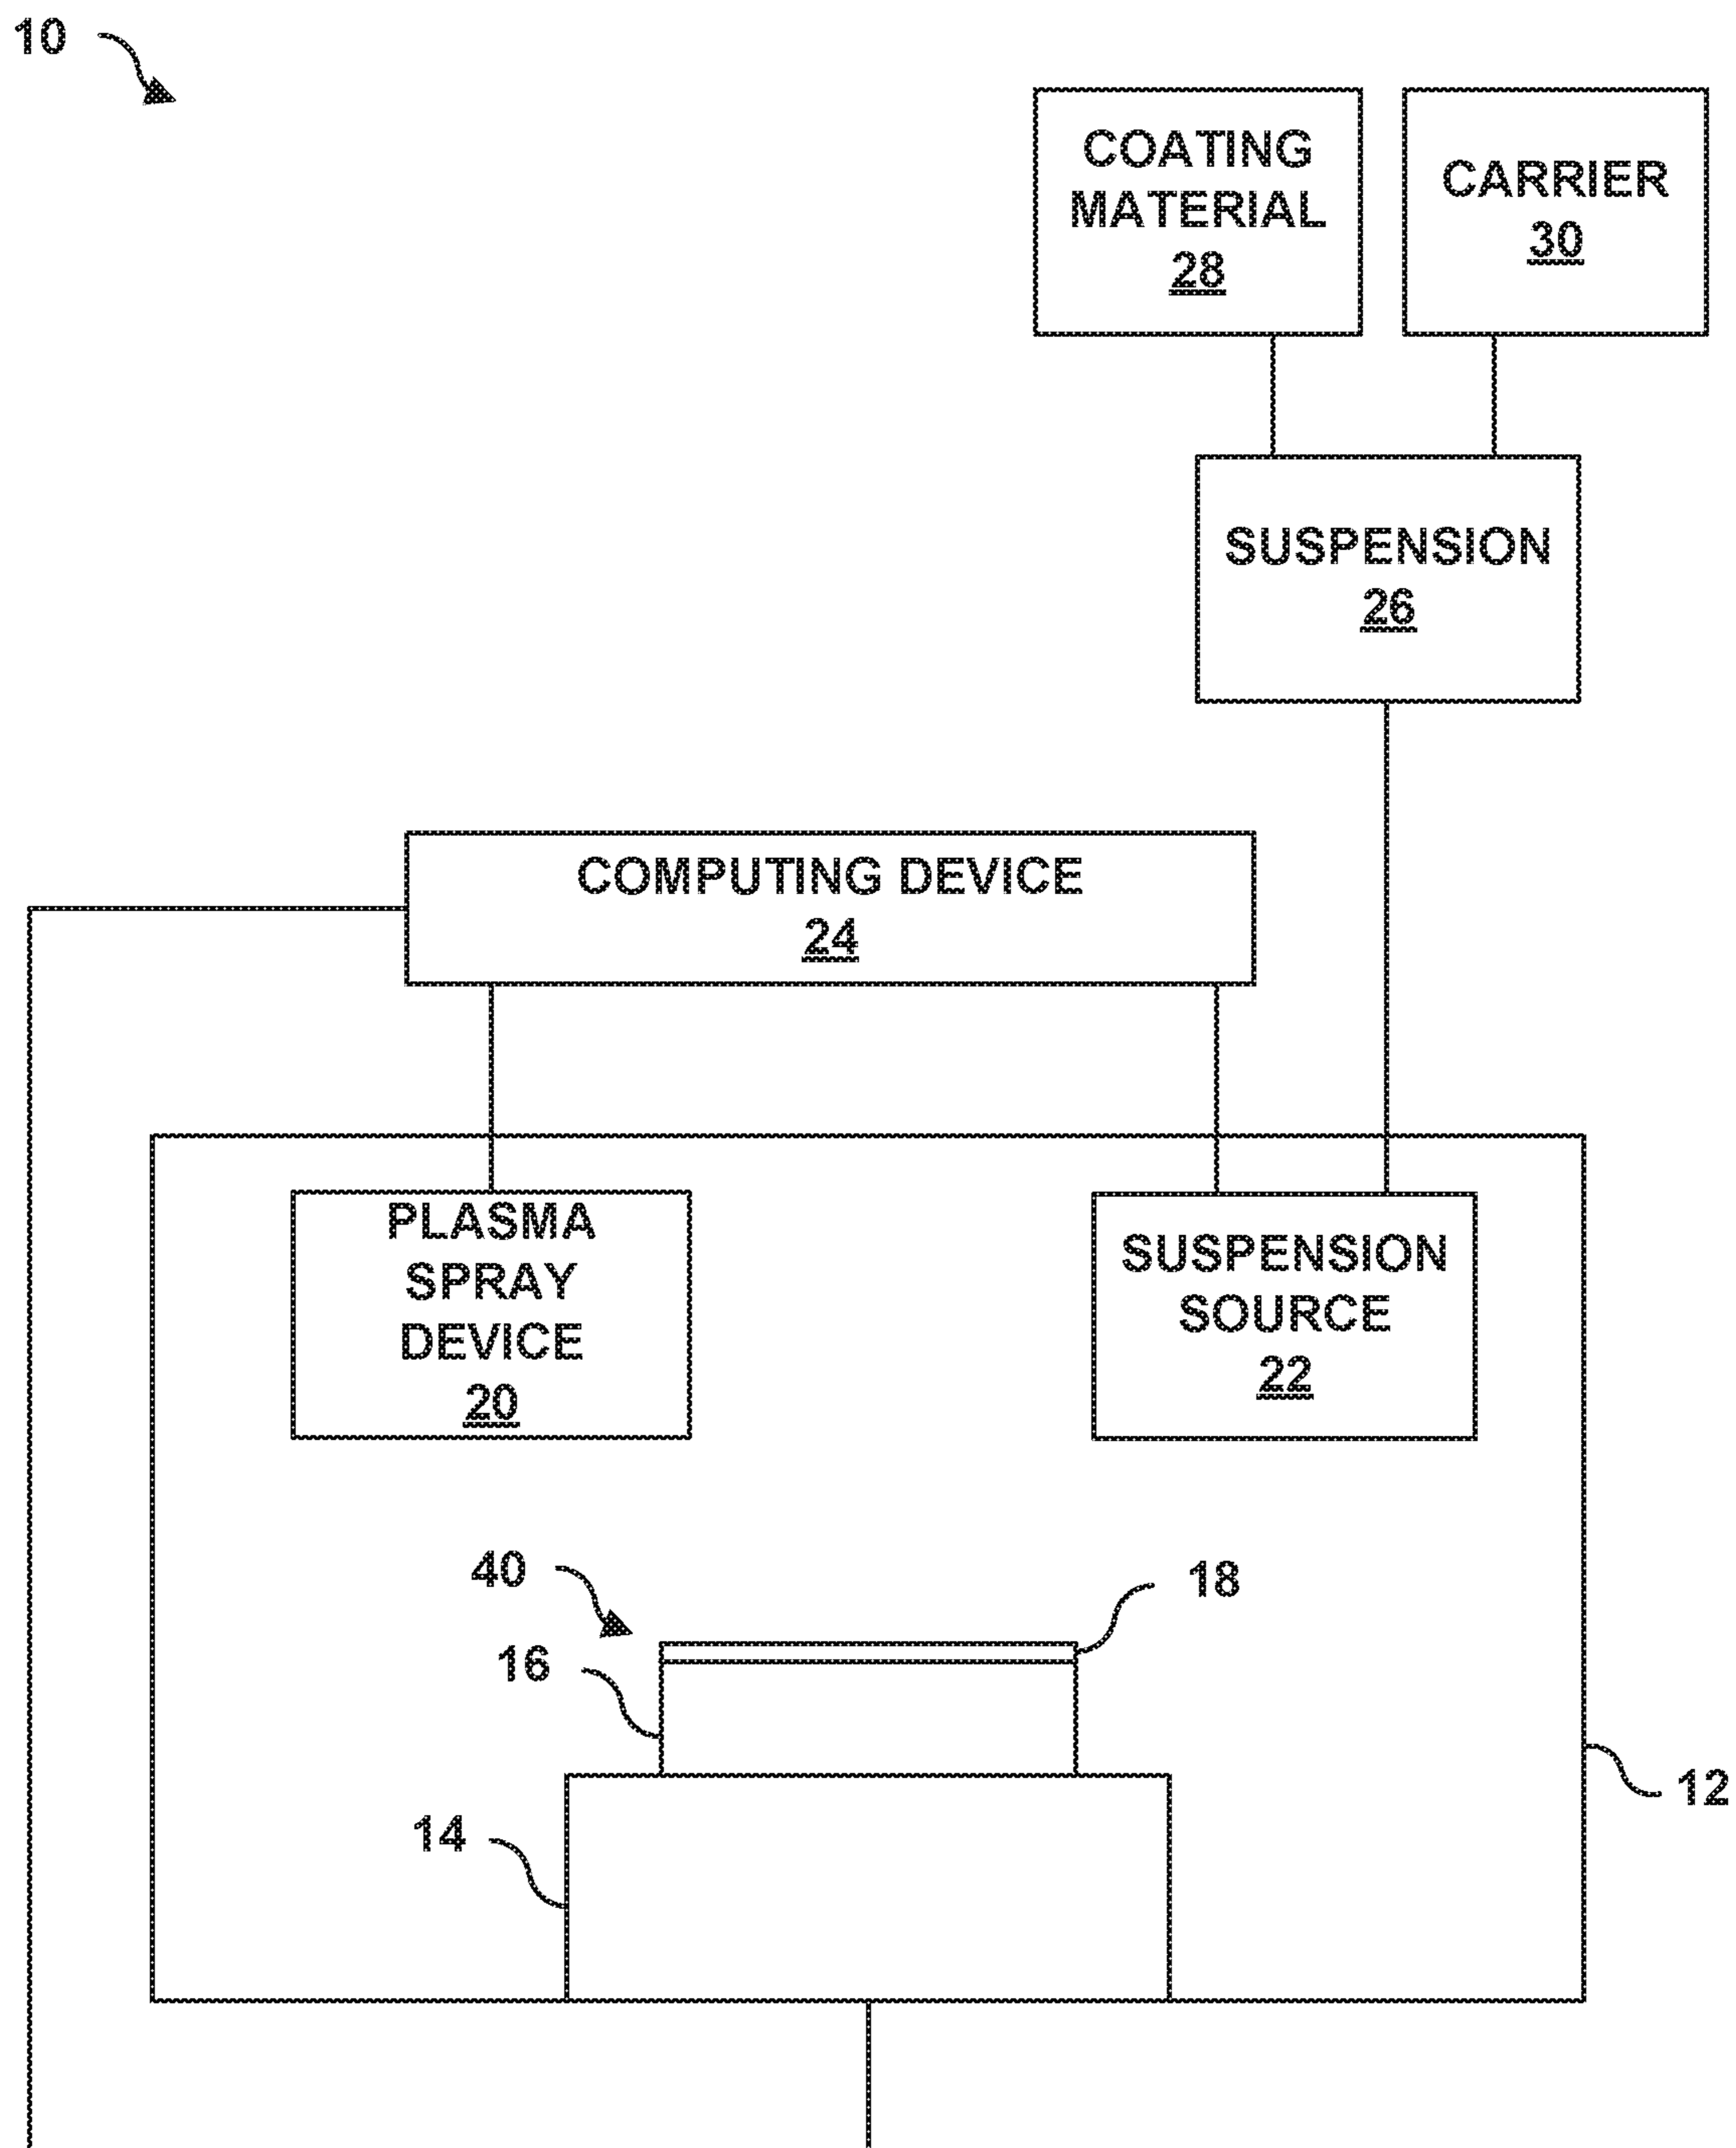 10
COATING
MATERIAL
28
CARRIER
30
SUSPENSION
26
COMPUTING DEVICE
24
PLASMA
SPRAY
DEVICE
20
SUSPENSION
SOURCE
22
40
18
16
12
14